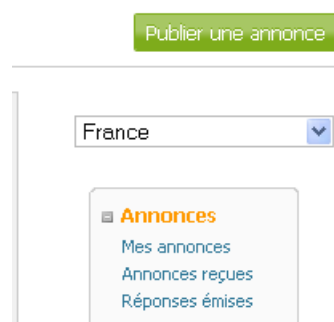 Publier une annonce
France
Annonces
Mes annonces
Annonces reçues
Réponses émises